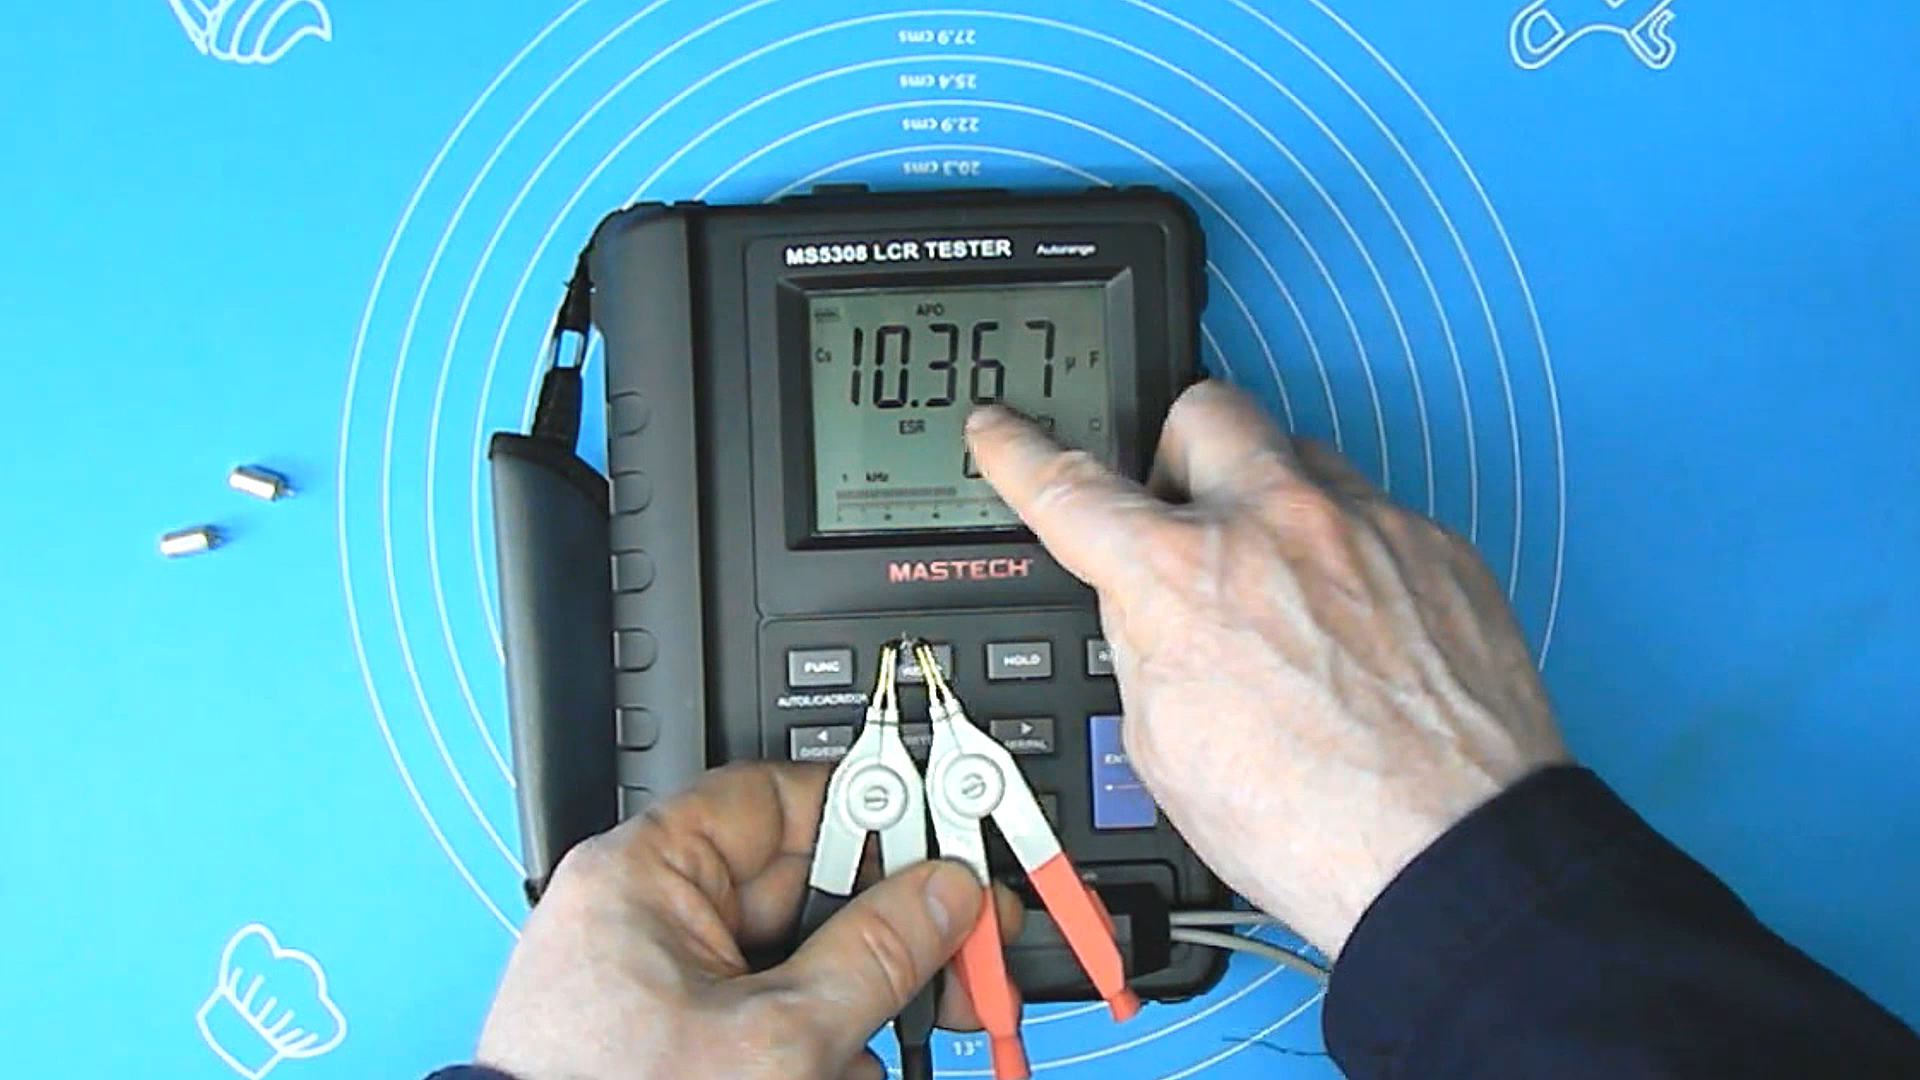 27.9 cms
25.4 cms
22.9 cms
20.3 cms
MS5308 LCR TESTER Autorange
APO
Cs 10.367 µ F
ESR Ω
1 kHz
MASTECH
FUNC
HOLD
13"